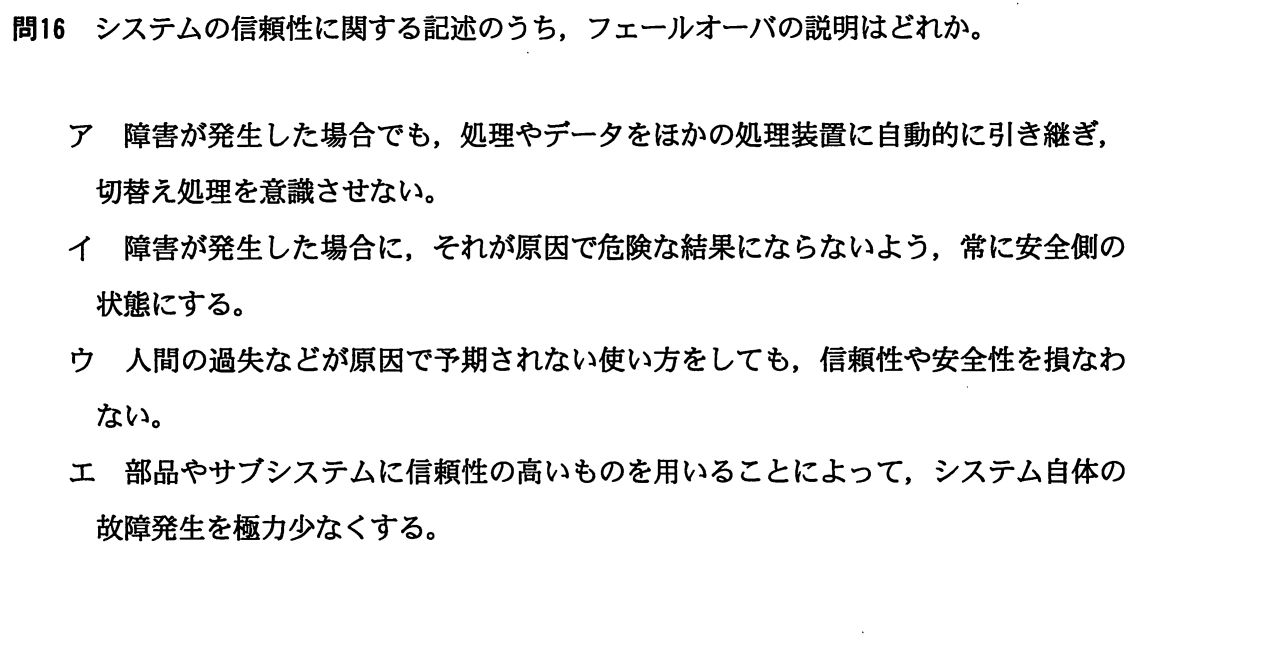 問16 システムの信頼性に関する記述のうち，フェールオーバの説明はどれか。
ア 障害が発生した場合でも，処理やデータをほかの処理装置に自動的に引き継ぎ，
切替え処理を意識させない。
イ 障害が発生した場合に，それが原因で危険な結果にならないよう，常に安全側の
状態にする。
ウ 人間の過失などが原因で予期されない使い方をしても，信頼性や安全性を損なわ
ない。
エ 部品やサブシステムに信頼性の高いものを用いることによって，システム自体の
故障発生を極力少なくする。